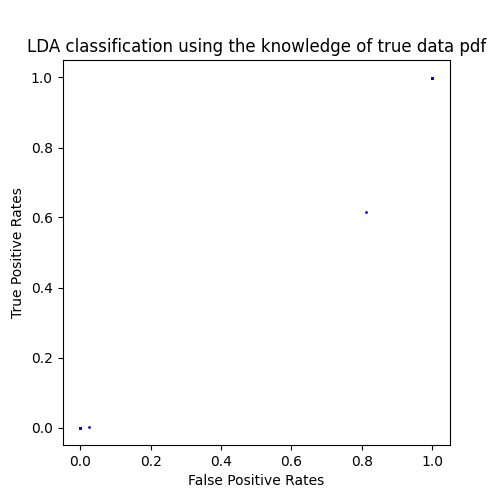 LDA classification using the knowledge of true data pdf
1.0
0.8
0.6
0.4
0.2
0.0
True Positive Rates
0.0 0.2 0.4 0.6 0.8 1.0
False Positive Rates